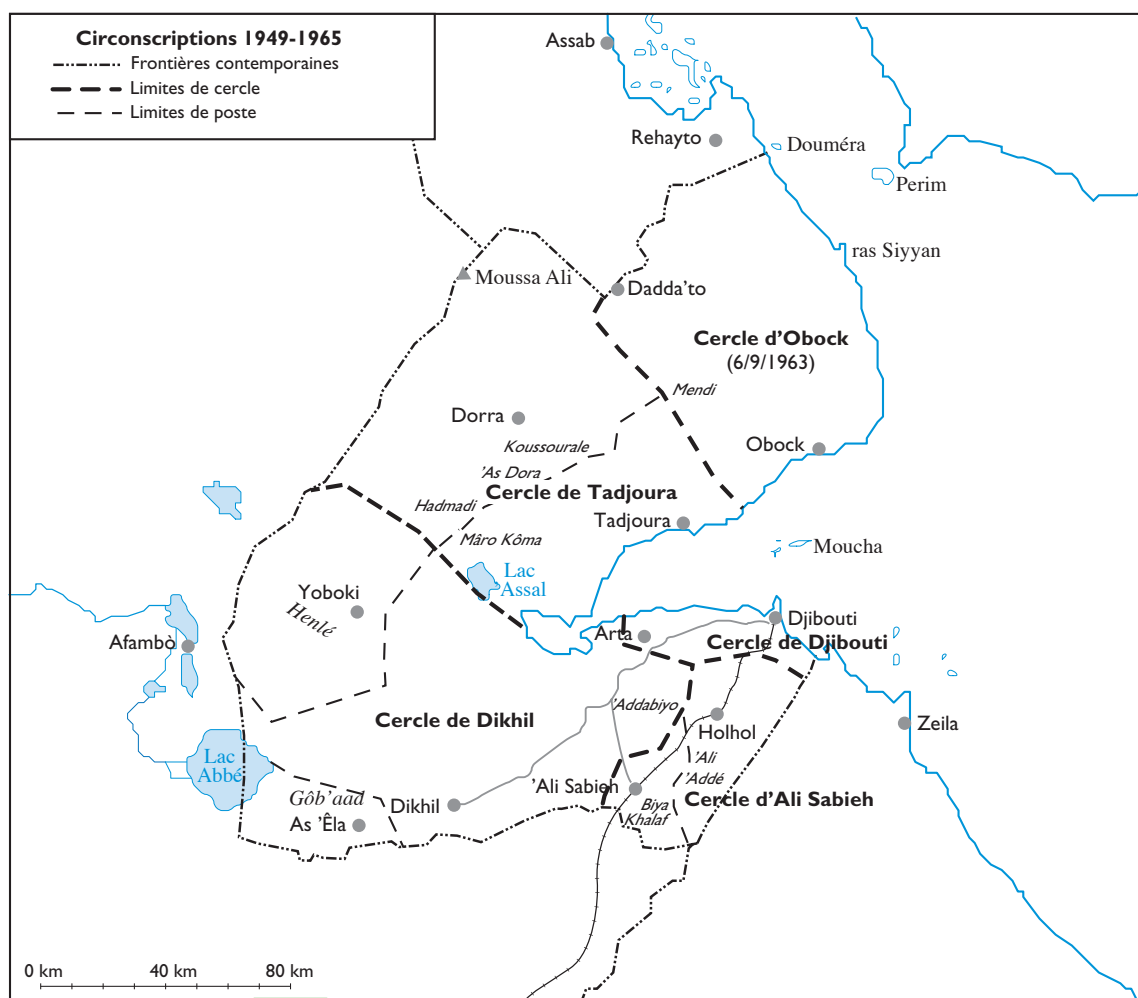 Circonscriptions 1949-1965
Frontières contemporaines
Limites de cercle
Limites de poste
Assab
Rehayto
Douméra
Perim
ras Siyyan
Moussa Ali
Dadda’to
Cercle d’Obock
(6/9/1963)
Mendi
Dorra
Koussourale
Obock
’As Dora
Cercle de Tadjoura
Hadmadi
Tadjoura
Mâro Kôma
Moucha
Lac
Assal
Yoboki
Henlé
Djibouti
Arta
Cercle de Djibouti
Afambò
’Addabiyo
Cercle de Dikhil
Holhol
Zeila
Lac
Abbé
’Ali
’Addé
’Ali Sabieh
Gôb’aad
Dikhil
Cercle d’Ali Sabieh
Biya
Khalaf
As ’Êla
0 km
40 km
80 km